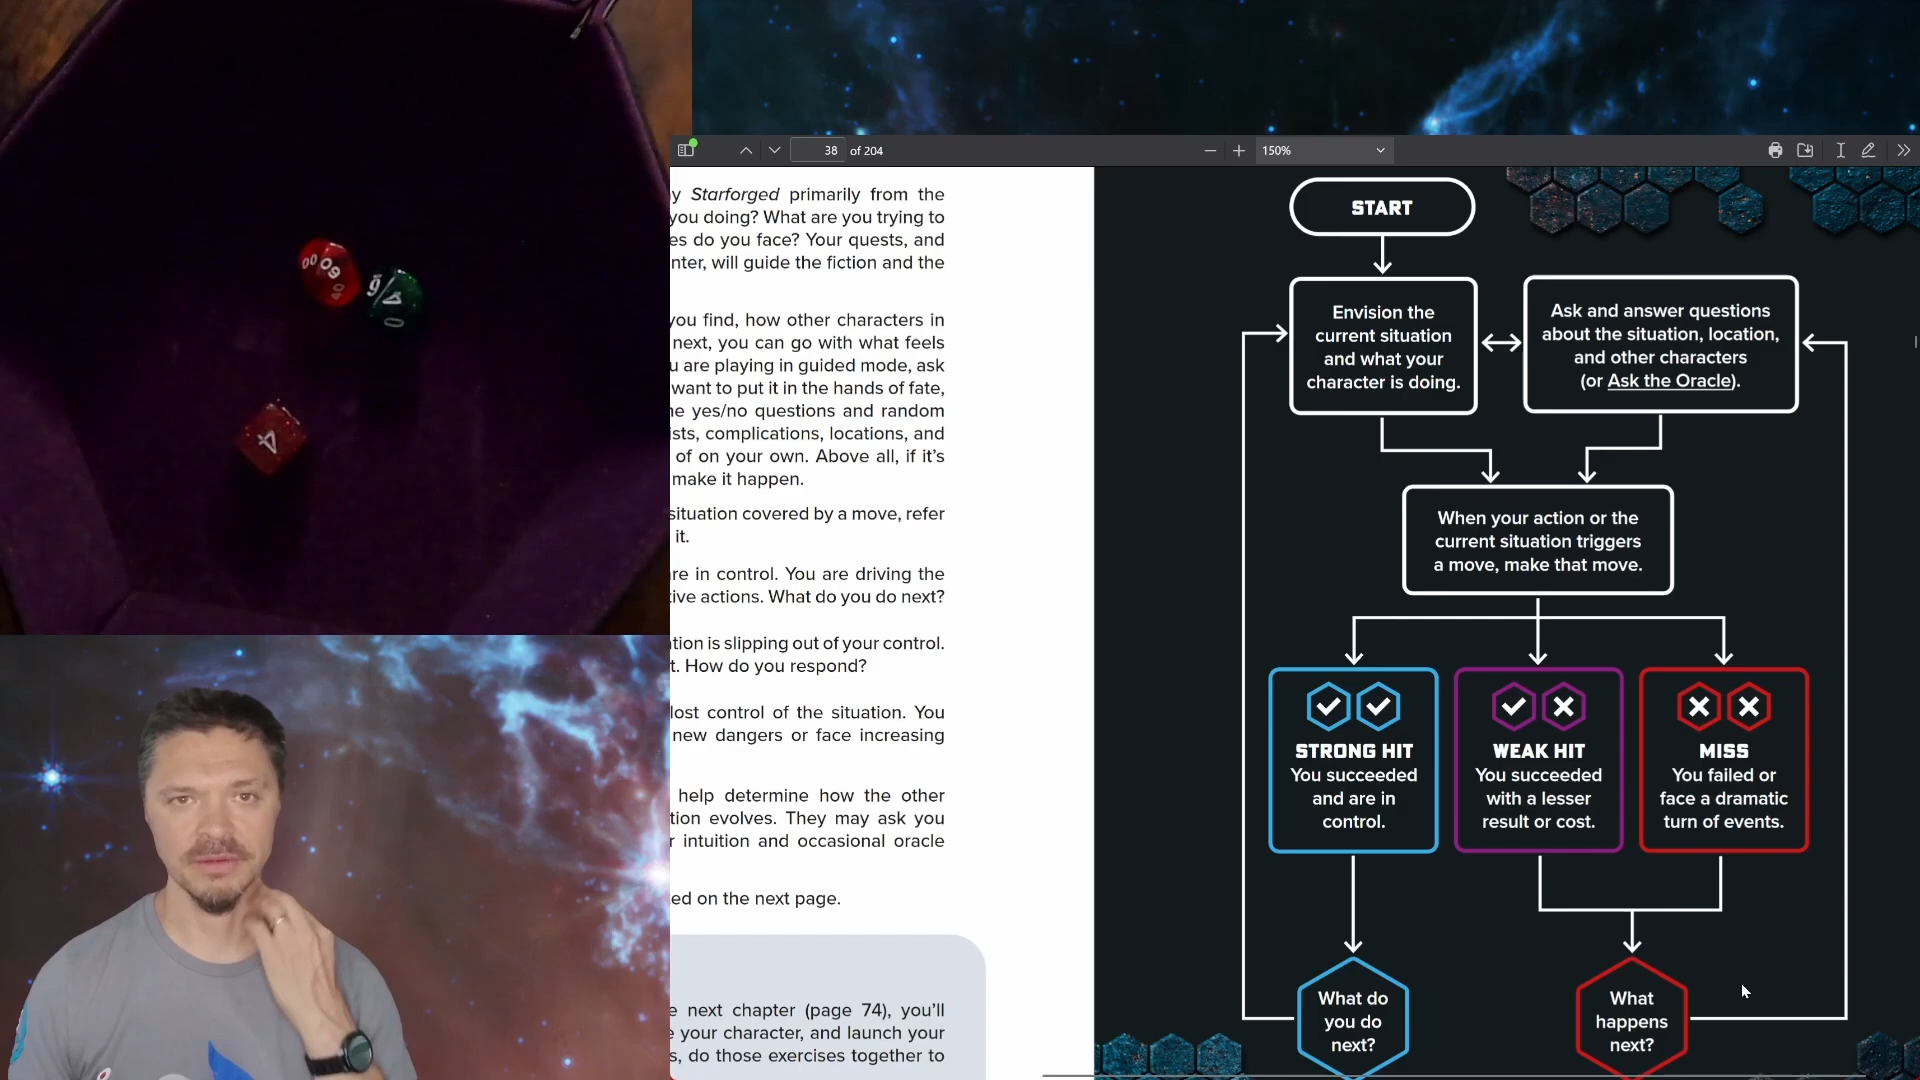 38 of 204
150%
y Starforged primarily from the
you doing? What are you trying to
es do you face? Your quests, and
nter, will guide the fiction and the
you find, how other characters in
next, you can go with what feels
u are playing in guided mode, ask
want to put it in the hands of fate,
ne yes/no questions and random
ists, complications, locations, and
of on your own. Above all, if it's
make it happen.
situation covered by a move, refer
it.
are in control. You are driving the
tive actions. What do you do next?
ation is slipping out of your control.
t. How do you respond?
lost control of the situation. You
new dangers or face increasing
help determine how the other
tion evolves. They may ask you
r intuition and occasional oracle
ed on the next page.
e next chapter (page 74), you'll
e your character, and launch your
s, do those exercises together to
START
Envision the
current situation
and what your
character is doing.
Ask and answer questions
about the situation, location,
and other characters
(or Ask the Oracle).
When your action or the
current situation triggers
a move, make that move.
STRONG HIT
You succeeded
and are in
control.
WEAK HIT
You succeeded
with a lesser
result or cost.
MISS
You failed or
face a dramatic
turn of events.
What do
you do
next?
What
happens
next?
00
60
4
0
4